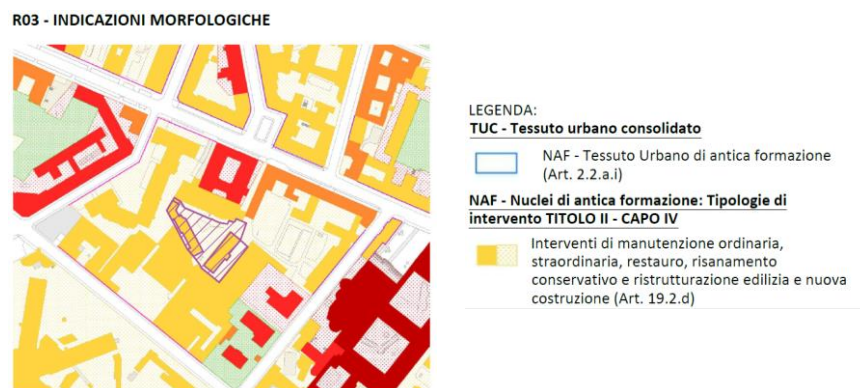 R03 - INDICAZIONI MORFOLOGICHE
LEGENDA:
TUC - Tessuto urbano consolidato
NAF - Tessuto Urbano di antica formazione
(Art. 2.2.a.i)
NAF - Nuclei di antica formazione: Tipologie di
intervento TITOLO II - CAPO IV
Interventi di manutenzione ordinaria,
straordinaria, restauro, risanamento
conservativo e ristrutturazione edilizia e nuova
costruzione (Art. 19.2.d)